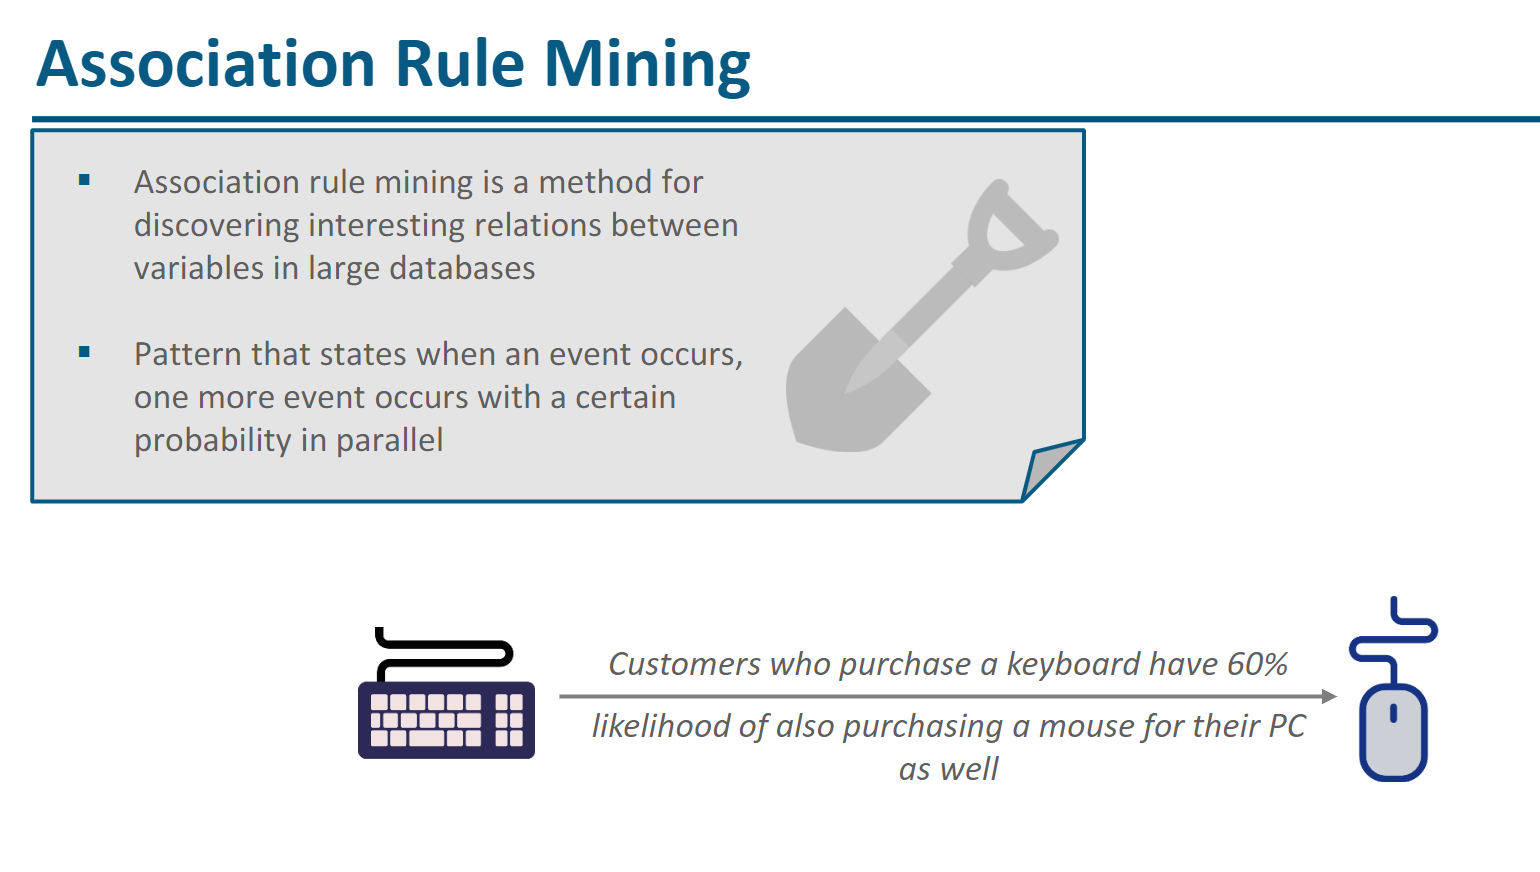 Association Rule Mining
▪ Association rule mining is a method for
discovering interesting relations between
variables in large databases
▪ Pattern that states when an event occurs,
one more event occurs with a certain
probability in parallel
Customers who purchase a keyboard have 60%
likelihood of also purchasing a mouse for their PC
as well